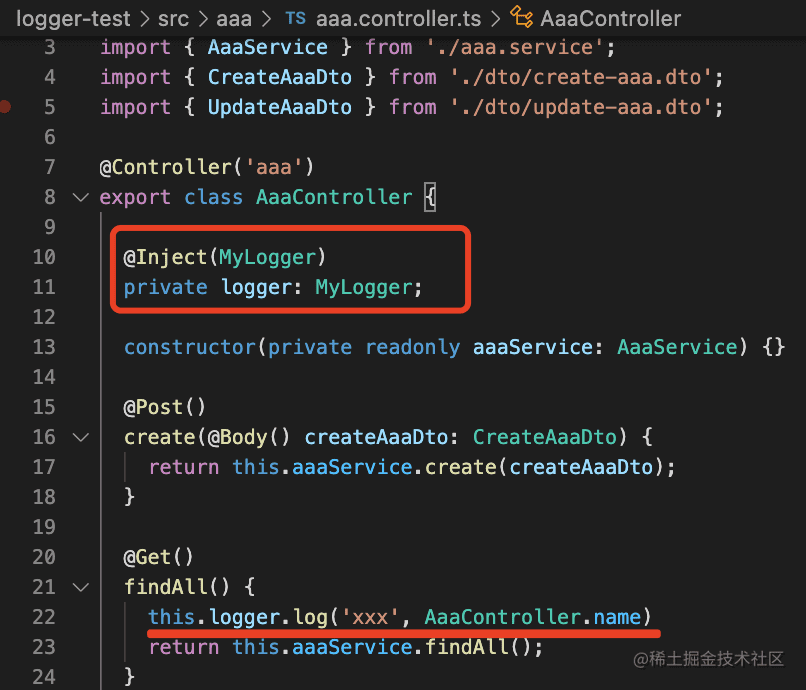 logger-test > src > aaa > TS aaa.controller.ts > AaaController
3 import { AaaService } from './aaa.service';
4 import { CreateAaaDto } from './dto/create-aaa.dto';
5 import { UpdateAaaDto } from './dto/update-aaa.dto';
6
7 @Controller('aaa')
8 export class AaaController {
9
10 @Inject(MyLogger)
11 private logger: MyLogger;
12
13 constructor(private readonly aaaService: AaaService) {}
14
15 @Post()
16 create(@Body() createAaaDto: CreateAaaDto) {
17 return this.aaaService.create(createAaaDto);
18 }
19
20 @Get()
21 findAll() {
22 this.logger.log('xxx', AaaController.name)
23 return this.aaaService.findAll();
24 }
@稀土掘金技术社区